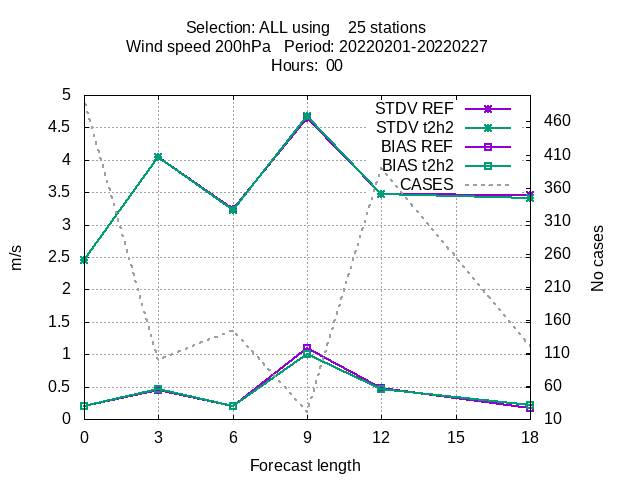 Selection: ALL using 25 stations
Wind speed 200hPa Period: 20220201-20220227
Hours: 00
STDV REF
STDV t2h2
BIAS REF
BIAS t2h2
CASES
m/s
5
4.5
4
3.5
3
2.5
2
1.5
1
0.5
0
No cases
460
410
360
310
260
210
160
110
60
10
0 3 6 9 12 15 18
Forecast length